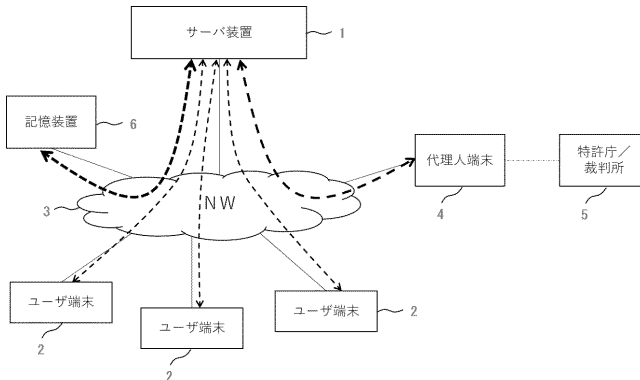 サーバ装置
1
記憶装置
6
代理人端末
4
特許庁／
裁判所
5
NW
3
ユーザ端末
2
ユーザ端末
2
ユーザ端末
2